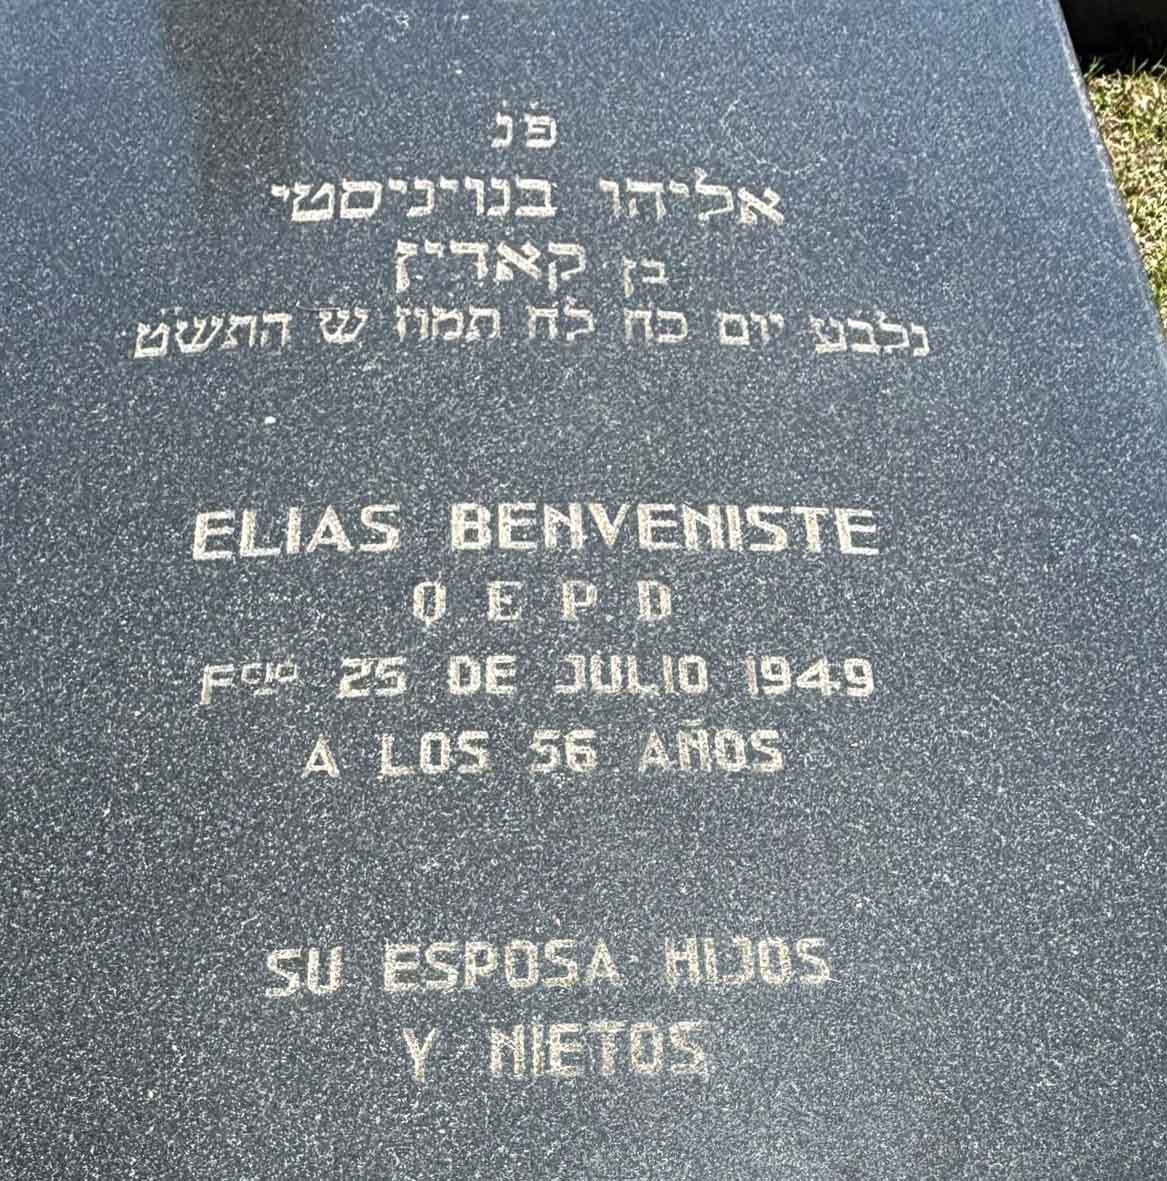 פ נ
אליהו בנויניסטי
בן קאדין
נלבע יום כח לח תמוז ש התשט
ELIAS BENVENISTE
Q E P D
Fció 25 DE JULIO 1949
A LOS 56 AÑOS
SU ESPOSA HIJOS
Y NIETOS